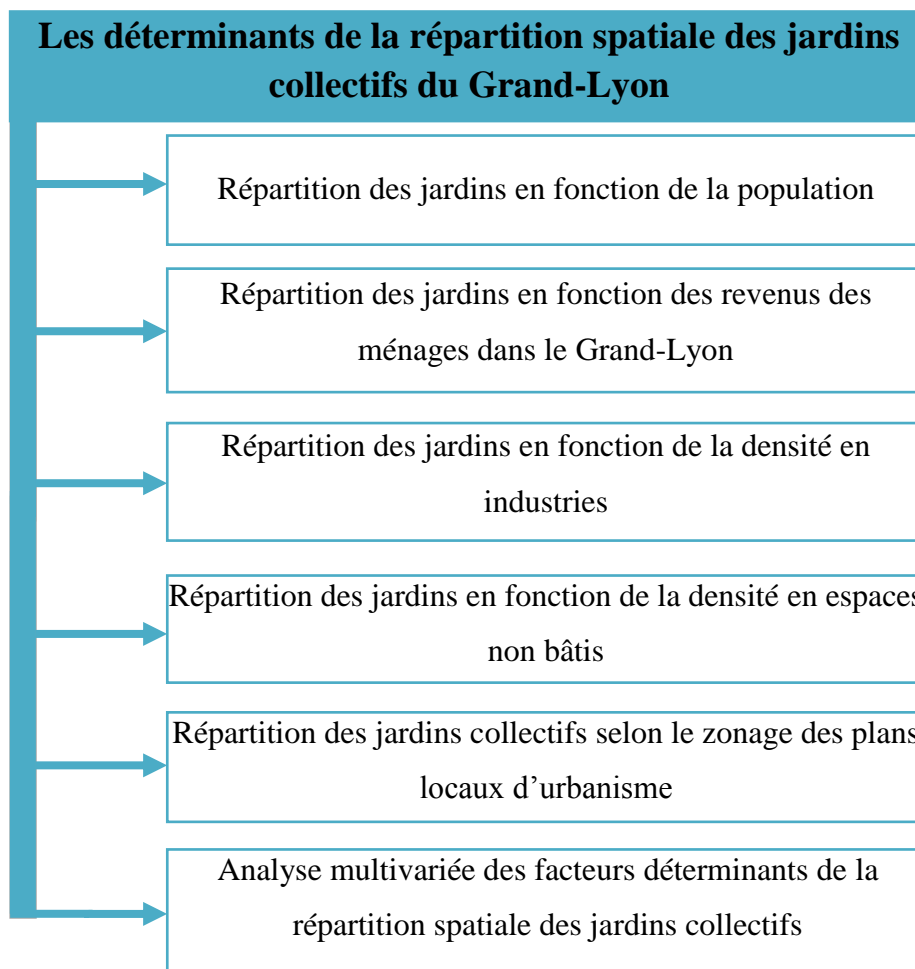 Les déterminants de la répartition spatiale des jardins
collectifs du Grand-Lyon
Répartition des jardins en fonction de la population
Répartition des jardins en fonction des revenus des
ménages dans le Grand-Lyon
Répartition des jardins en fonction de la densité en
industries
Répartition des jardins en fonction de la densité en espaces
non bâtis
Répartition des jardins collectifs selon le zonage des plans
locaux d’urbanisme
Analyse multivariée des facteurs déterminants de la
répartition spatiale des jardins collectifs